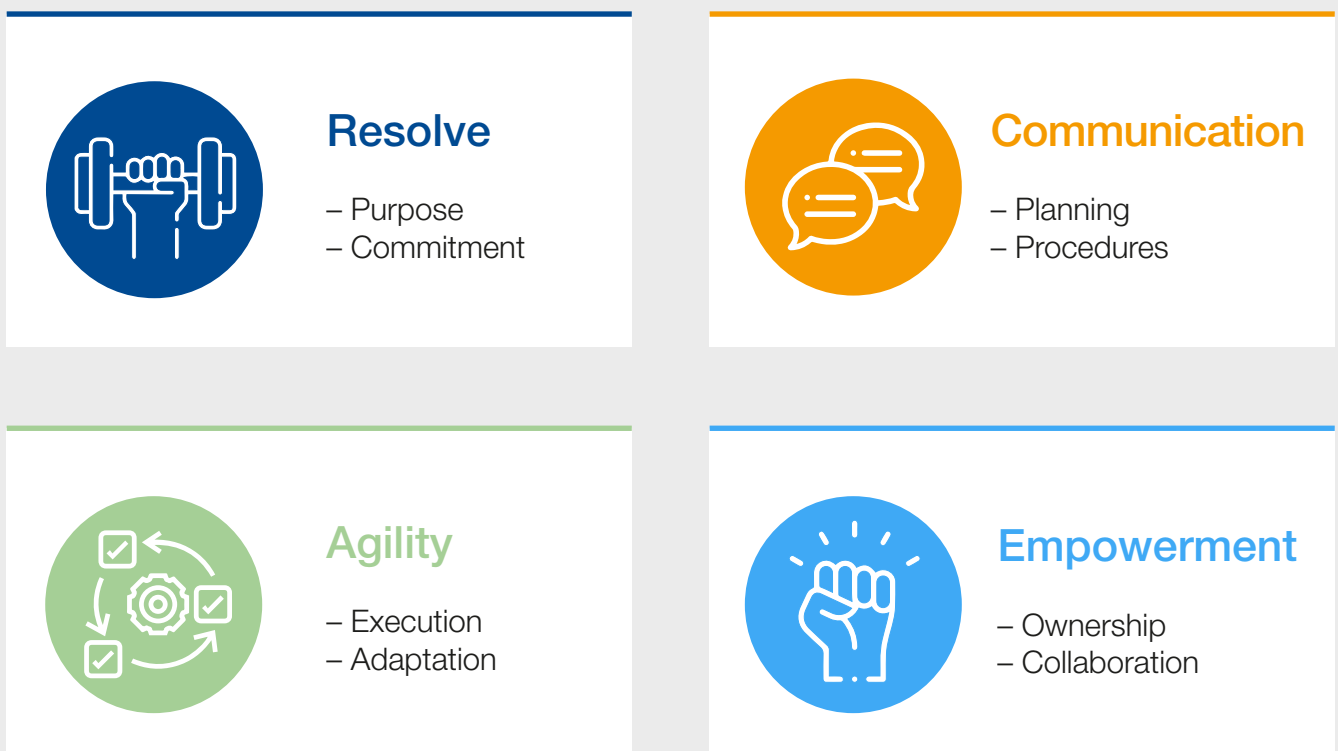 Resolve
– Purpose
– Commitment
Communication
– Planning
– Procedures
Agility
– Execution
– Adaptation
Empowerment
– Ownership
– Collaboration